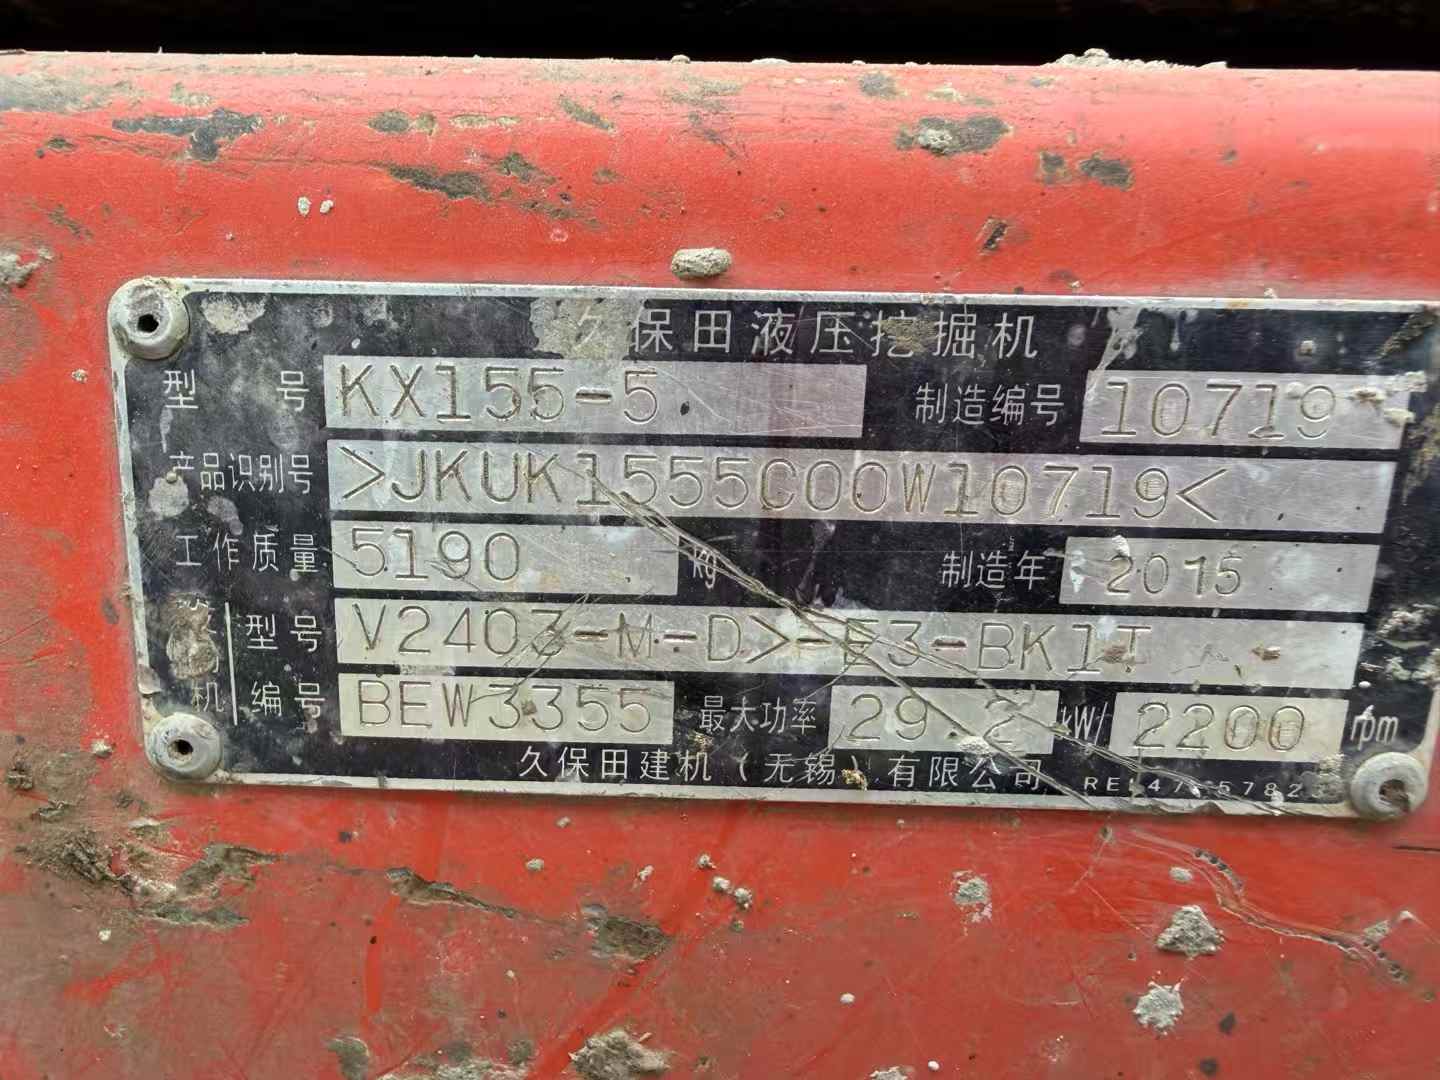 久保田液压挖掘机
型号 KX155-5 制造编号 10719
产品识别号 >JKUK1555C00W10719<
工作质量 5190 kg 制造年 2015
型号 V2403-M-D>-E3-BK1T
机 编号 BEW3355 最大功率 29.2 kW/ 2200 rpm
久保田建机(无锡)有限公司